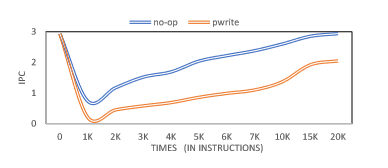 no-op pwrite
3
2
1
0
IPC
0 1K 2K 3K 4K 5K 6K 7K 10K 15K 20K
TIMES (IN INSTRUCTIONS)